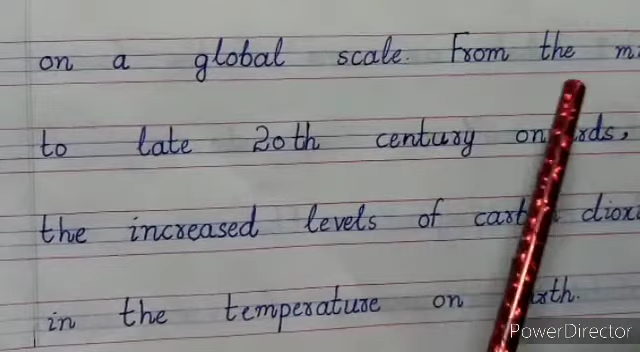 on a global scale. From the
to late 20th century
the increased levels of
in the temperature on
PowerDirector